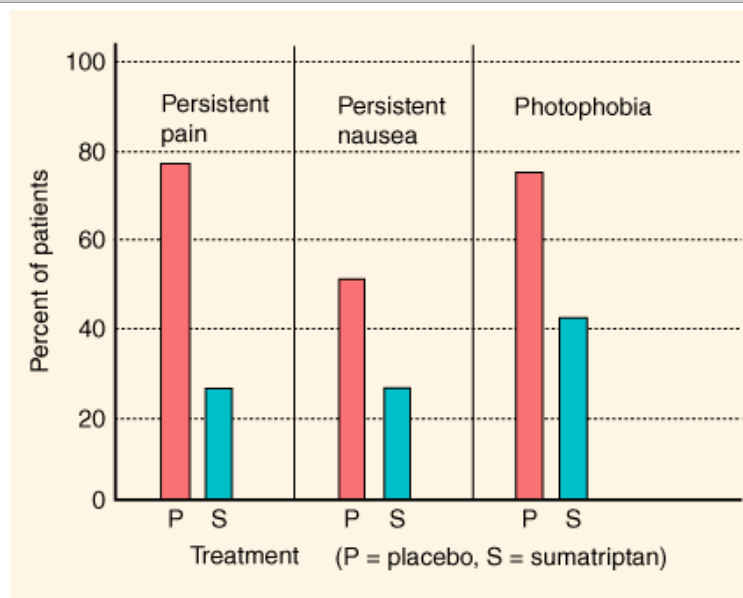 100
80
60
40
20
0
Percent of patients
Persistent
pain
Persistent
nausea
Photophobia
P S P S P S
Treatment (P = placebo, S = sumatriptan)